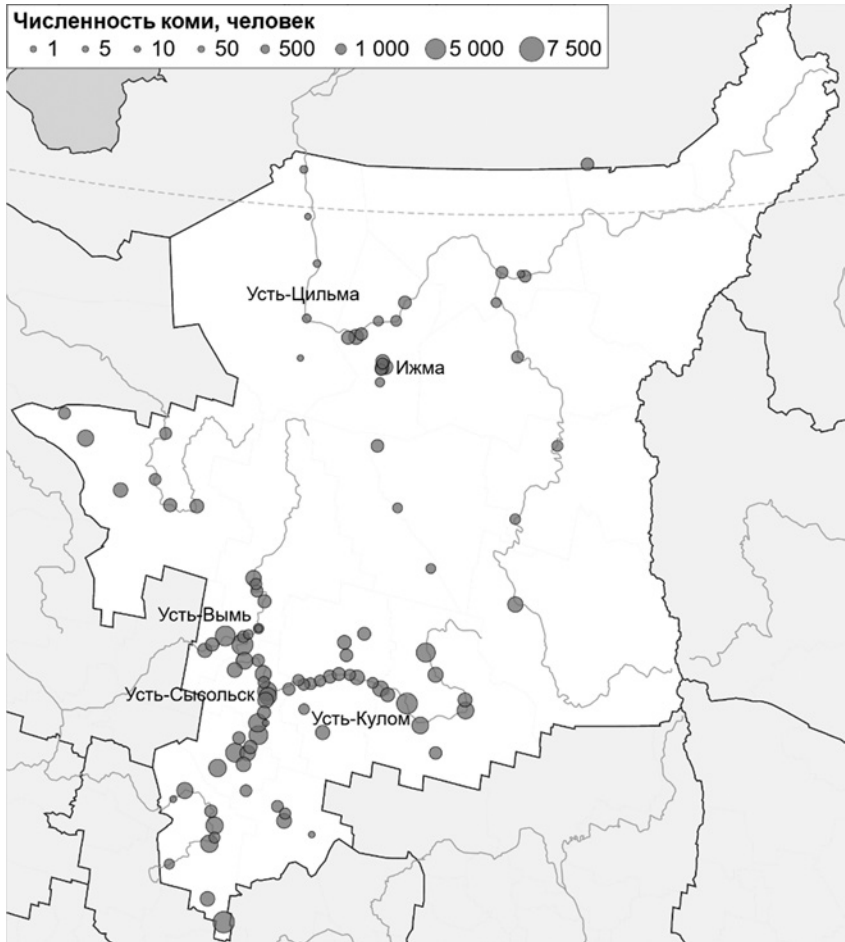 Численность коми, человек
1 5 10 50 500 1 000 5 000 7 500
Усть-Цильма
Ижма
Усть-Вымь
Усть-Сысольск
Усть-Кулом